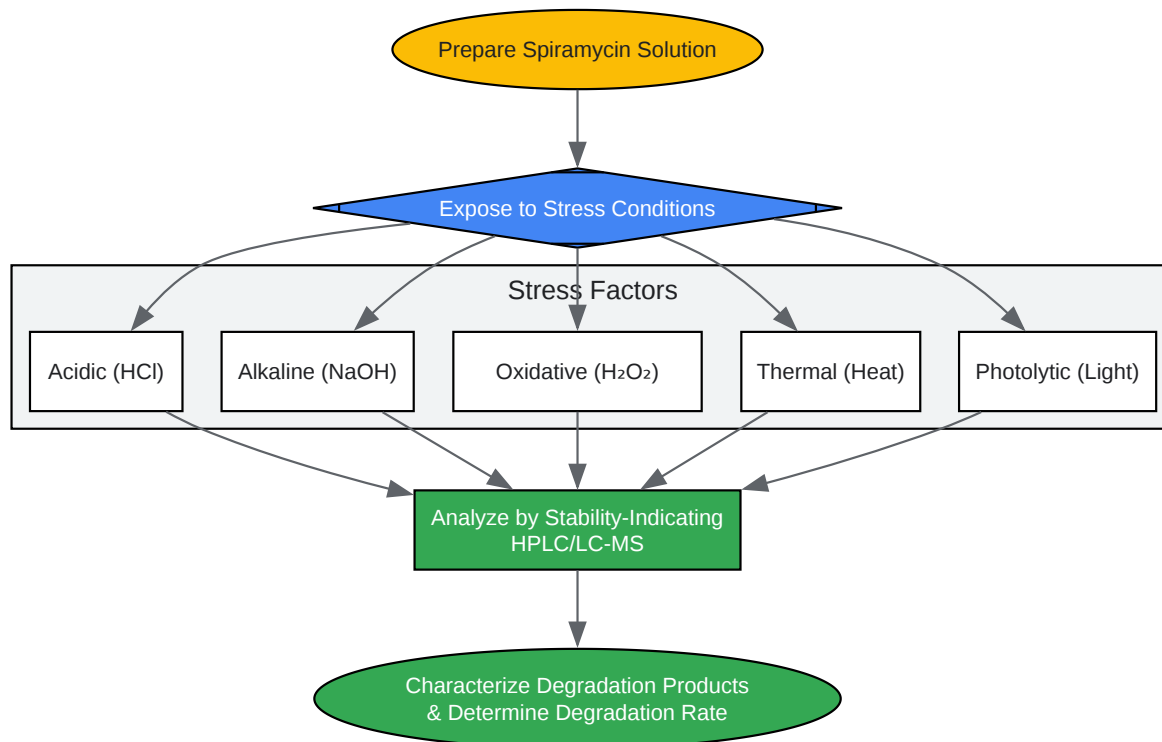 Prepare Spiramycin Solution
Expose to Stress Conditions
Stress Factors
Acidic (HCl)
Alkaline (NaOH)
Oxidative (H₂O₂)
Thermal (Heat)
Photolytic (Light)
Analyze by Stability-Indicating
HPLC/LC-MS
Characterize Degradation Products
& Determine Degradation Rate